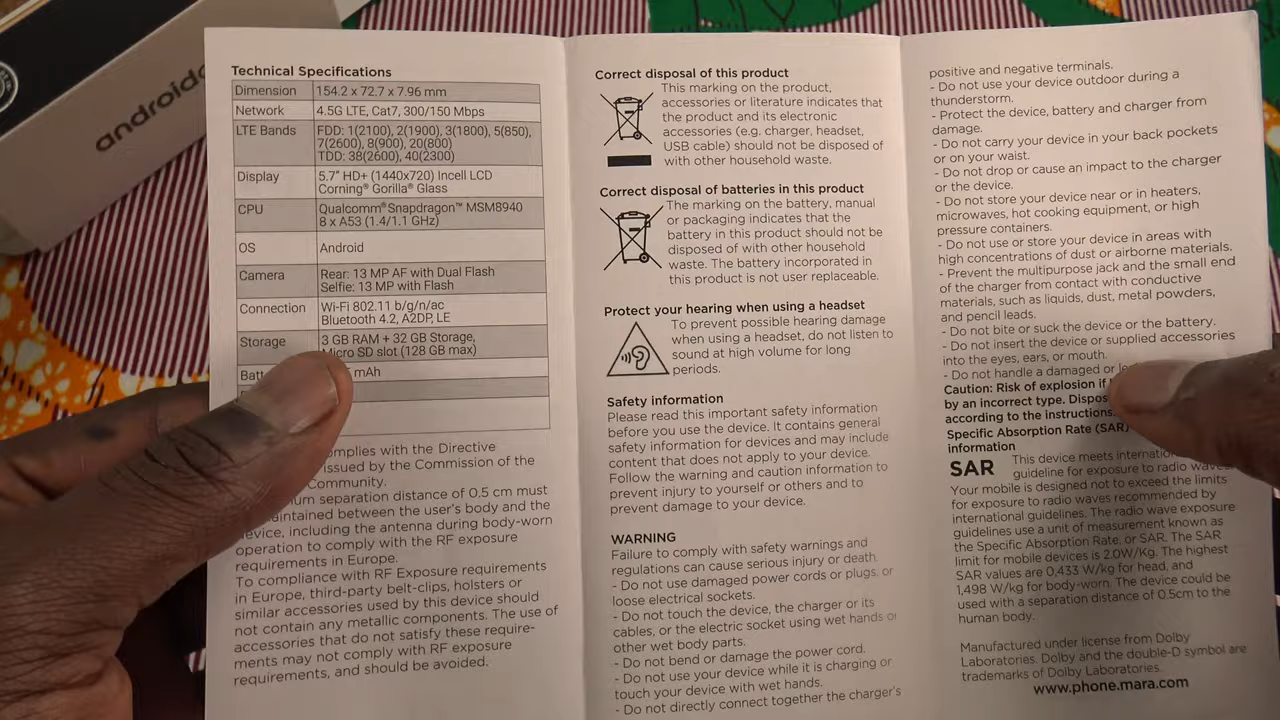 android
Technical Specifications
Dimension 154.2 x 72.7 x 7.96 mm
Network 4.5G LTE, Cat7, 300/150 Mbps
LTE Bands FDD: 1(2100), 2(1900), 3(1800), 5(850),
7(2600), 8(900), 20(800)
TDD: 38(2600), 40(2300)
Display 5.7" HD+ (1440x720) Incell LCD
Corning® Gorilla® Glass
CPU Qualcomm® Snapdragon™ MSM8940
8 x A53 (1.4/1.1 GHz)
OS Android
Camera Rear: 13 MP AF with Dual Flash
Selfie: 13 MP with Flash
Connection Wi-Fi 802.11 b/g/n/ac
Bluetooth 4.2, A2DP, LE
Storage 3 GB RAM + 32 GB Storage,
Micro SD slot (128 GB max)
mAh
complies with the Directive
issued by the Commission of the
Community.
separation distance of 0.5 cm must
maintained between the user's body and the
device, including the antenna during body-worn
operation to comply with the RF exposure
requirements in Europe.
To compliance with RF Exposure requirements
in Europe, third-party belt-clips, holsters or
similar accessories used by this device should
not contain any metallic components. The use of
accessories that do not satisfy these require-
ments may not comply with RF exposure
requirements, and should be avoided.
Correct disposal of this product
This marking on the product,
accessories or literature indicates that
the product and its electronic
accessories (e.g. charger, headset,
USB cable) should not be disposed of
with other household waste.
Correct disposal of batteries in this product
The marking on the battery, manual
or packaging indicates that the
battery in this product should not be
disposed of with other household
waste. The battery incorporated in
this product is not user replaceable.
Protect your hearing when using a headset
To prevent possible hearing damage
when using a headset, do not listen to
sound at high volume for long
periods.
Safety information
Please read this important safety information
before you use the device. It contains general
safety information for devices and may include
content that does not apply to your device.
Follow the warning and caution information to
prevent injury to yourself or others and to
prevent damage to your device.
WARNING
Failure to comply with safety warnings and
regulations can cause serious injury or death.
- Do not use damaged power cords or plugs, or
loose electrical sockets.
- Do not touch the device, the charger or its
cables, or the electric socket using wet hands or
other wet body parts.
- Do not bend or damage the power cord.
- Do not use your device while it is charging or
touch your device with wet hands.
- Do not directly connect together the charger's
positive and negative terminals.
- Do not use your device outdoor during a
thunderstorm.
- Protect the device, battery and charger from
damage.
- Do not carry your device in your back pockets
or on your waist.
- Do not drop or cause an impact to the charger
or the device.
- Do not store your device near or in heaters,
microwaves, hot cooking equipment, or high
pressure containers.
- Do not use or store your device in areas with
high concentrations of dust or airborne materials.
- Prevent the multipurpose jack and the small end
of the charger from contact with conductive
materials, such as liquids, dust, metal powders,
and pencil leads.
- Do not bite or suck the device or the battery.
- Do not insert the device or supplied accessories
into the eyes, ears, or mouth.
- Do not handle a damaged or
Caution: Risk of explosion if
by an incorrect type.
according to the instructions.
Specific Absorption Rate (SAR)
information
SAR This device meets
guideline for exposure to radio waves.
Your mobile is designed not to exceed the limits
for exposure to radio waves recommended by
international guidelines. The radio wave exposure
guidelines use a unit of measurement known as
the Specific Absorption Rate, or SAR. The SAR
limit for mobile devices is 2.0W/Kg. The highest
SAR values are 0,433 W/kg for head, and
1,498 W/kg for body-worn. The device could be
used with a separation distance of 0.5cm to the
human body.
Manufactured under license from Dolby
Laboratories. Dolby and the double-D symbol are
trademarks of Dolby Laboratories.
www.phone.mara.com